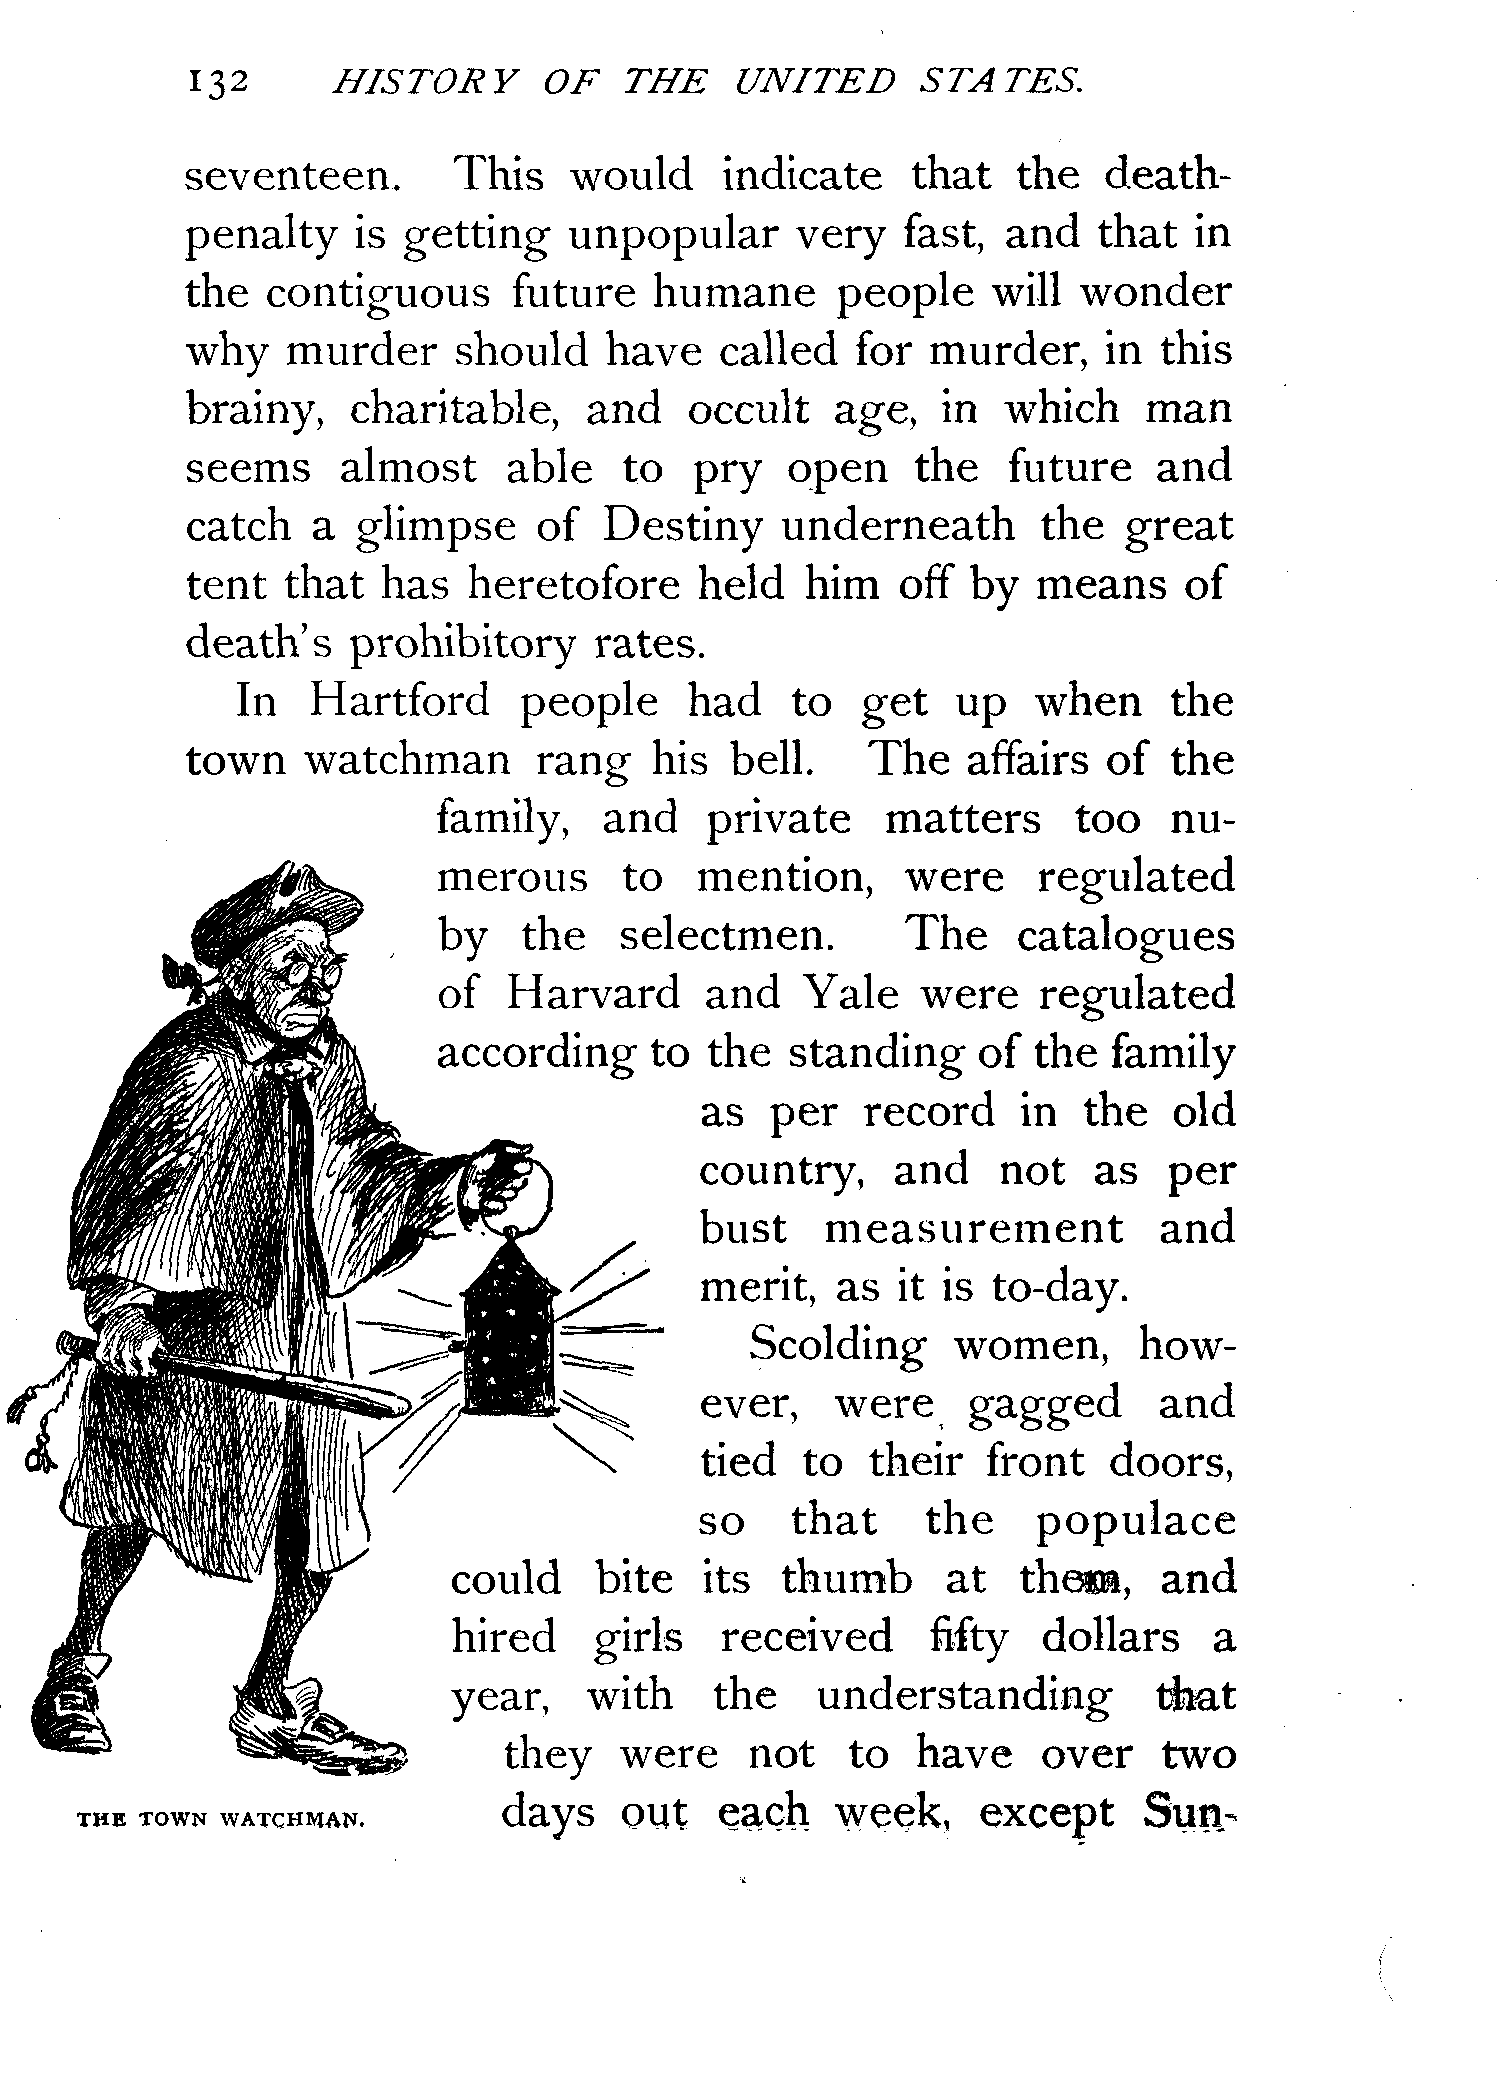 132 HISTORY OF THE UNITED STATES.
seventeen. This would indicate that the death-
penalty is getting unpopular very fast, and that in
the contiguous future humane people will wonder
why murder should have called for murder, in this
brainy, charitable, and occult age, in which man
seems almost able to pry open the future and
catch a glimpse of Destiny underneath the great
tent that has heretofore held him off by means of
death's prohibitory rates.
In Hartford people had to get up when the
town watchman rang his bell. The affairs of the
family, and private matters too nu-
merous to mention, were regulated
by the selectmen. The catalogues
of Harvard and Yale were regulated
according to the standing of the family
as per record in the old
country, and not as per
bust measurement and
merit, as it is to-day.
Scolding women, how-
ever, were gagged and
tied to their front doors,
so that the populace
could bite its thumb at them, and
hired girls received fifty dollars a
year, with the understanding that
they were not to have over two
days out each week, except Sun-
THE TOWN WATCHMAN.